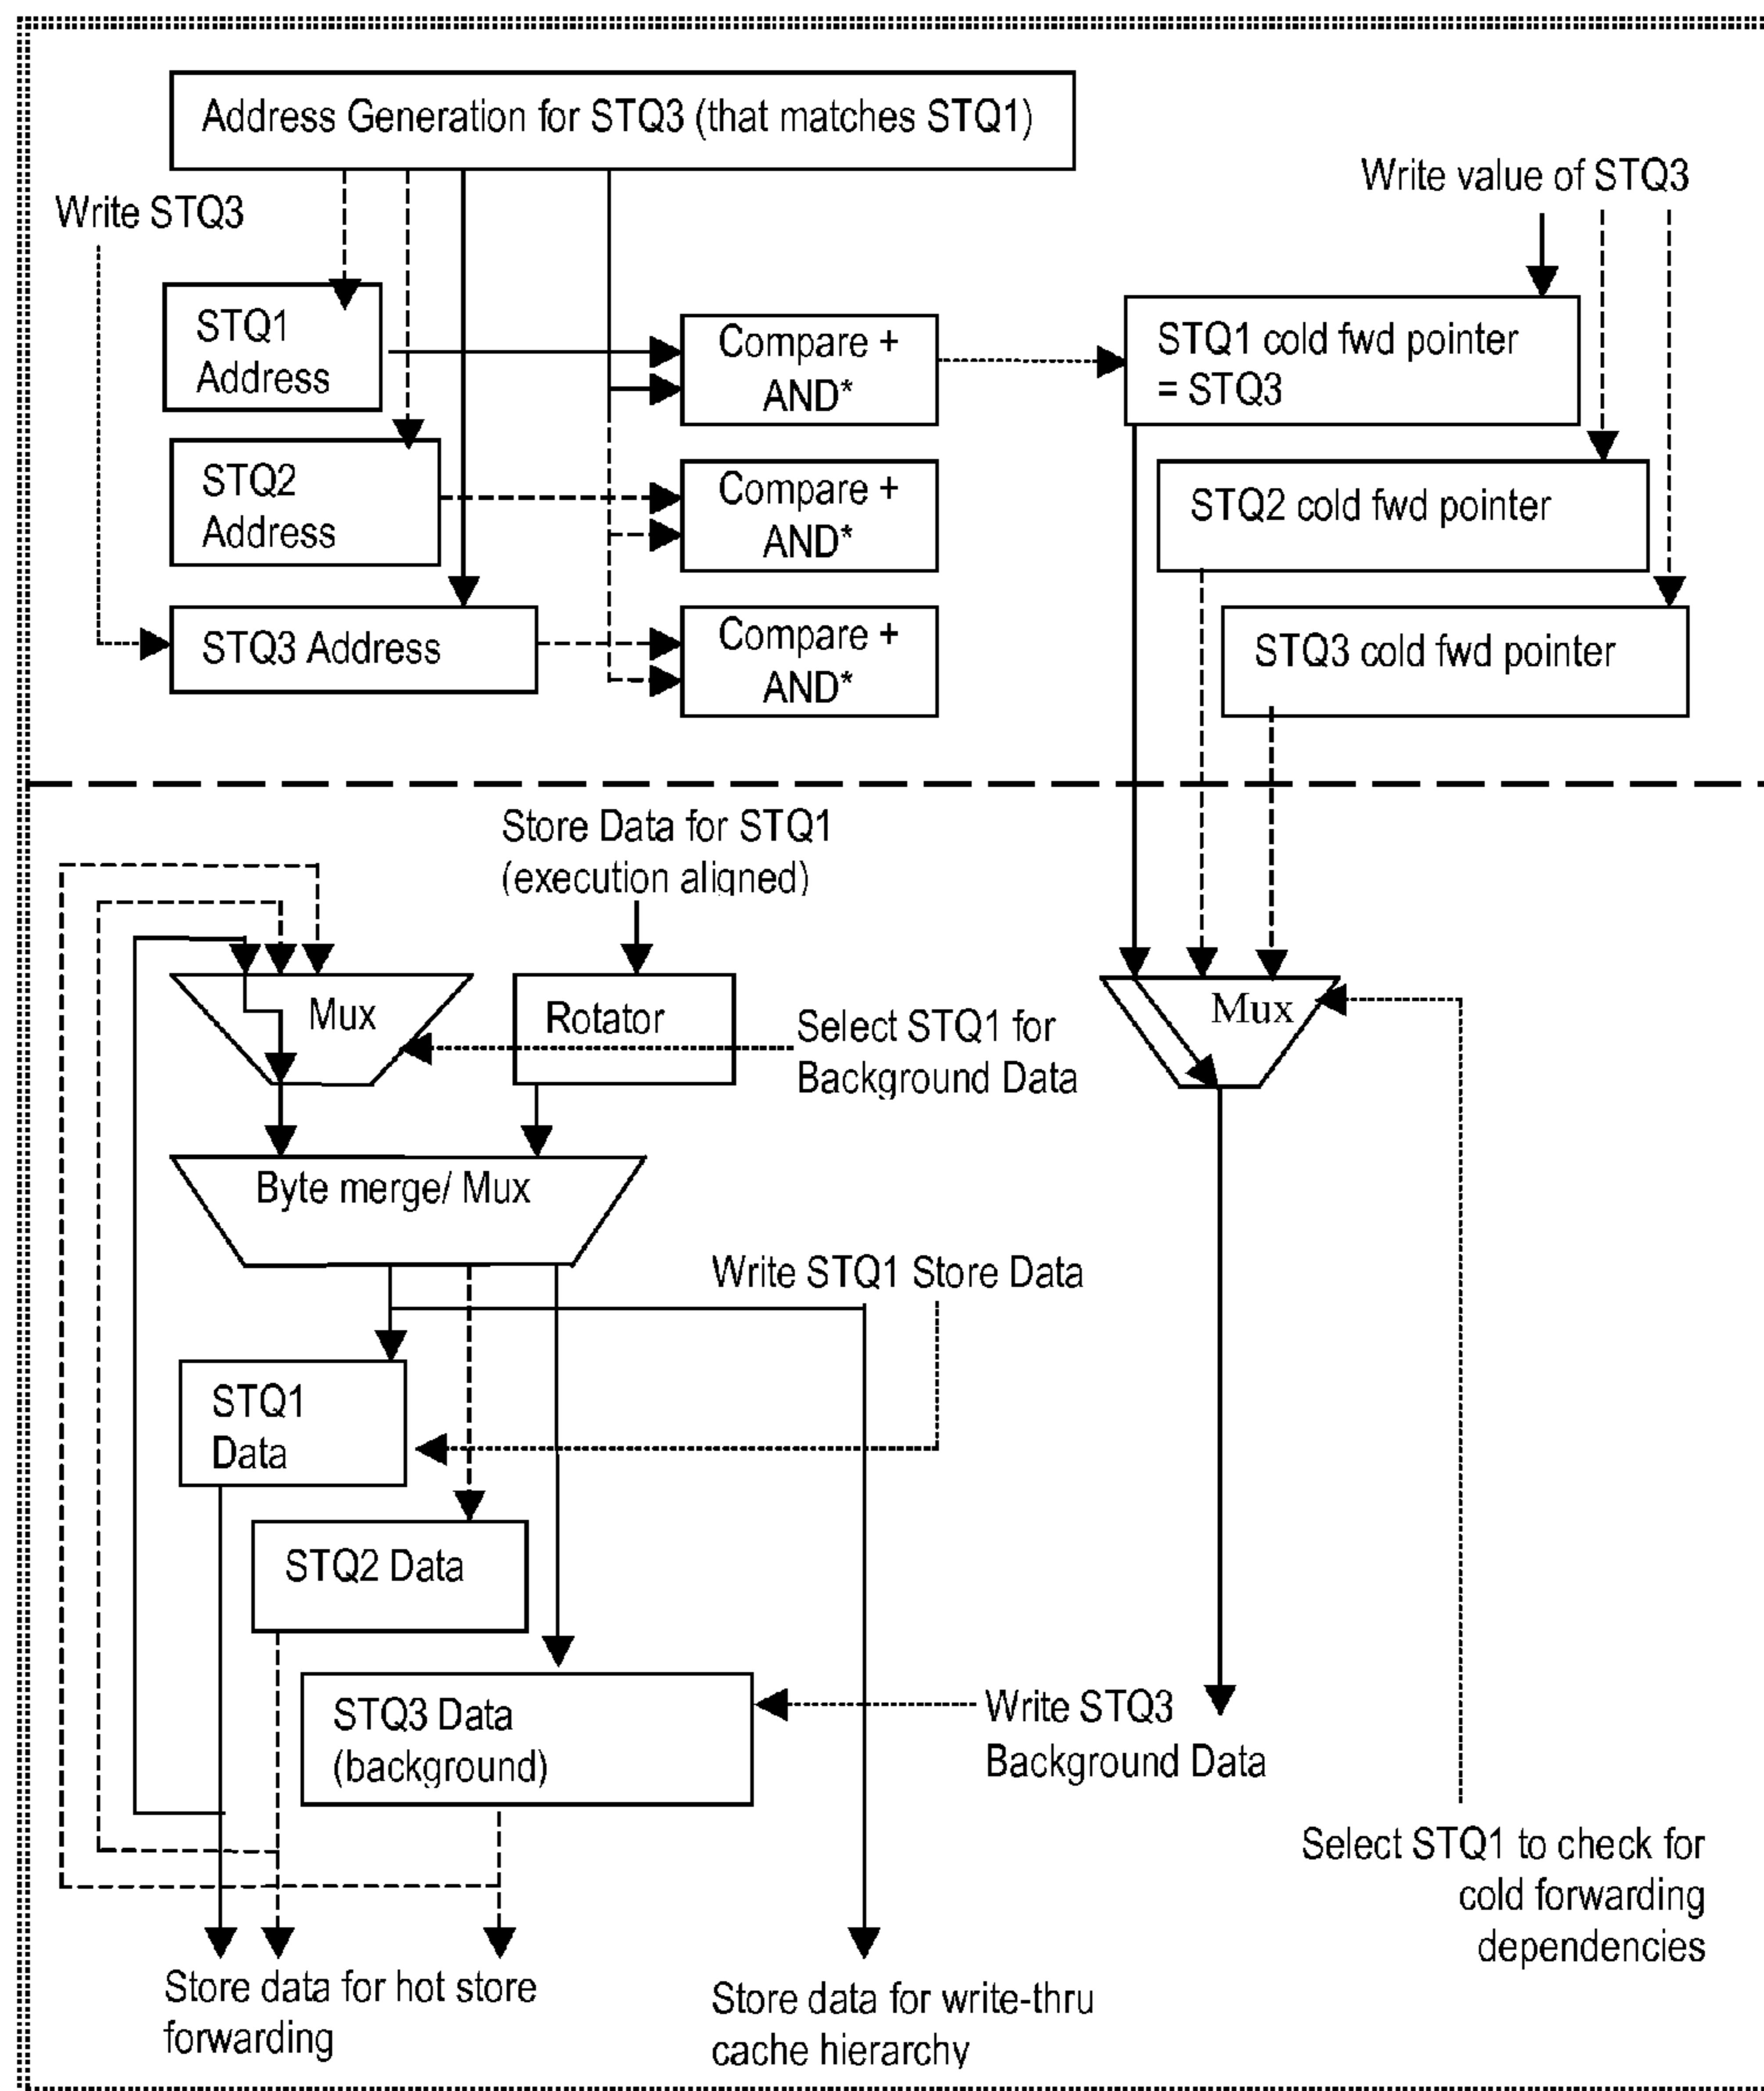 Address Generation for STQ3 (that matches STQ1)
Write STQ3
Write value of STQ3
STQ1
Address
Compare +
AND*
STQ1 cold fwd pointer
= STQ3
STQ2
Address
Compare +
AND*
STQ2 cold fwd pointer
STQ3 Address
Compare +
AND*
STQ3 cold fwd pointer
Store Data for STQ1
(execution aligned)
Mux
Rotator
Select STQ1 for
Background Data
Mux
Byte merge/ Mux
Write STQ1 Store Data
STQ1
Data
STQ2 Data
STQ3 Data
(background)
Write STQ3
Background Data
Select STQ1 to check for
cold forwarding
dependencies
Store data for hot store
forwarding
Store data for write-thru
cache hierarchy